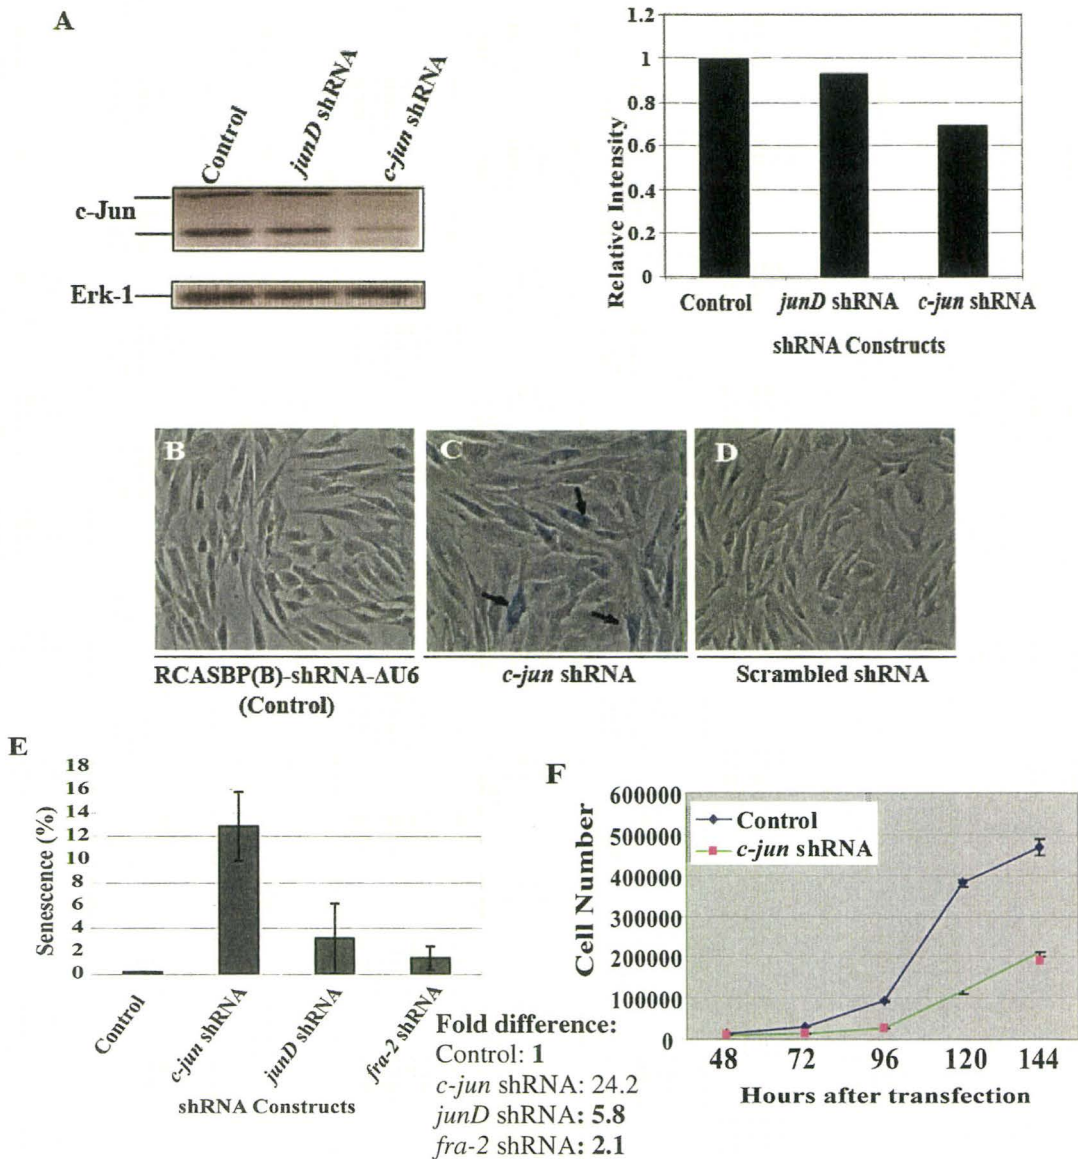 A
Control
junD shRNA
c-jun shRNA
c-Jun
Erk-1
Relative Intensity
1.2
1
0.8
0.6
0.4
0.2
0
Control junD shRNA c-jun shRNA
shRNA Constructs
B
C
D
RCASBP(B)-shRNA-ΔU6
(Control)
c-jun shRNA
Scrambled shRNA
E
Senescence (%)
18
16
14
12
10
8
6
4
2
0
Control
c-jun shRNA
junD shRNA
fra-2 shRNA
shRNA Constructs
Fold difference:
Control: 1
c-jun shRNA: 24.2
junD shRNA: 5.8
fra-2 shRNA: 2.1
F
Cell Number
600000
500000
400000
300000
200000
100000
0
Control
c-jun shRNA
48 72 96 120 144
Hours after transfection